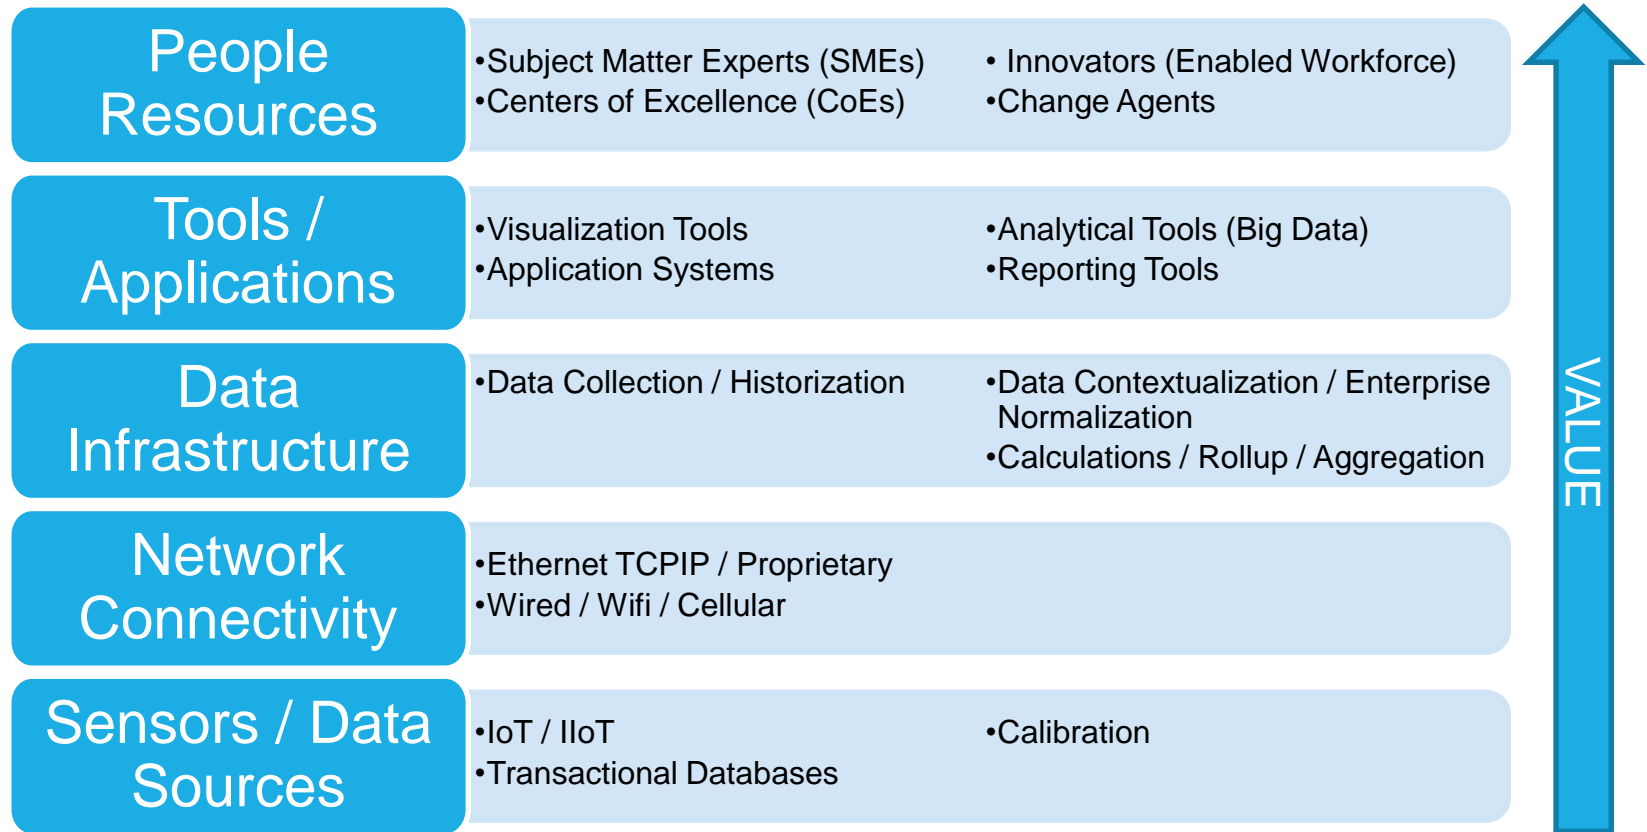 People
Resources
•Subject Matter Experts (SMEs)
•Centers of Excellence (CoEs)
• Innovators (Enabled Workforce)
•Change Agents
Tools /
Applications
•Visualization Tools
•Application Systems
•Analytical Tools (Big Data)
•Reporting Tools
Data
Infrastructure
•Data Collection / Historization
•Data Contextualization / Enterprise
Normalization
•Calculations / Rollup / Aggregation
Network
Connectivity
•Ethernet TCPIP / Proprietary
•Wired / Wifi / Cellular
Sensors / Data
Sources
•IoT / IIoT
•Transactional Databases
•Calibration
VALUE